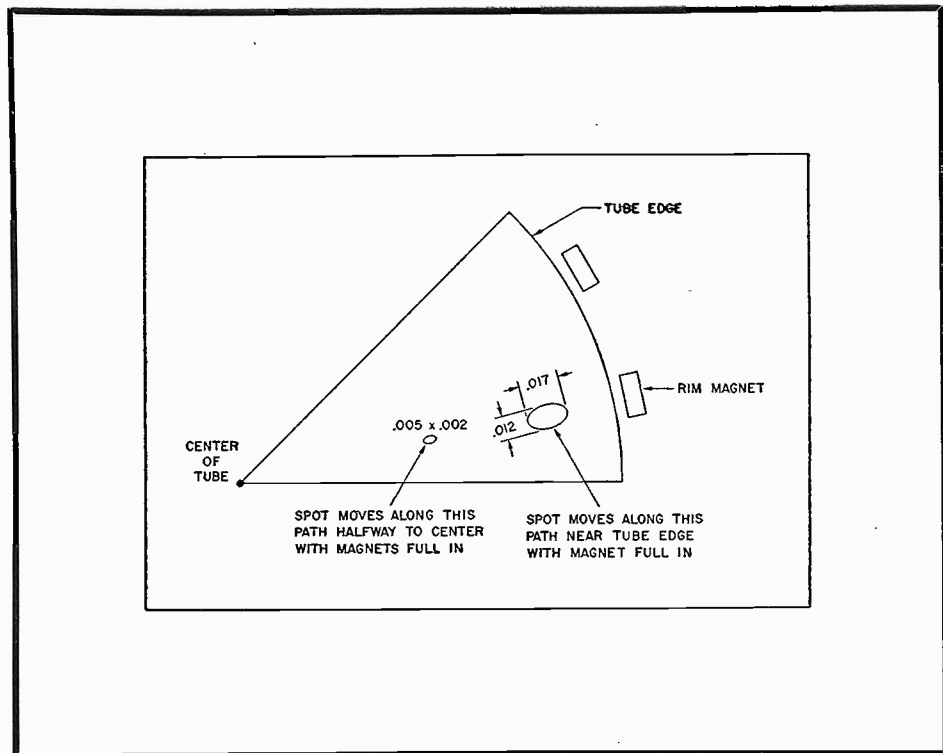 TUBE EDGE
RIM MAGNET
.017
.012
.005 x .002
CENTER
OF
TUBE
SPOT MOVES ALONG THIS
PATH HALFWAY TO CENTER
WITH MAGNETS FULL IN
SPOT MOVES ALONG THIS
PATH NEAR TUBE EDGE
WITH MAGNET FULL IN